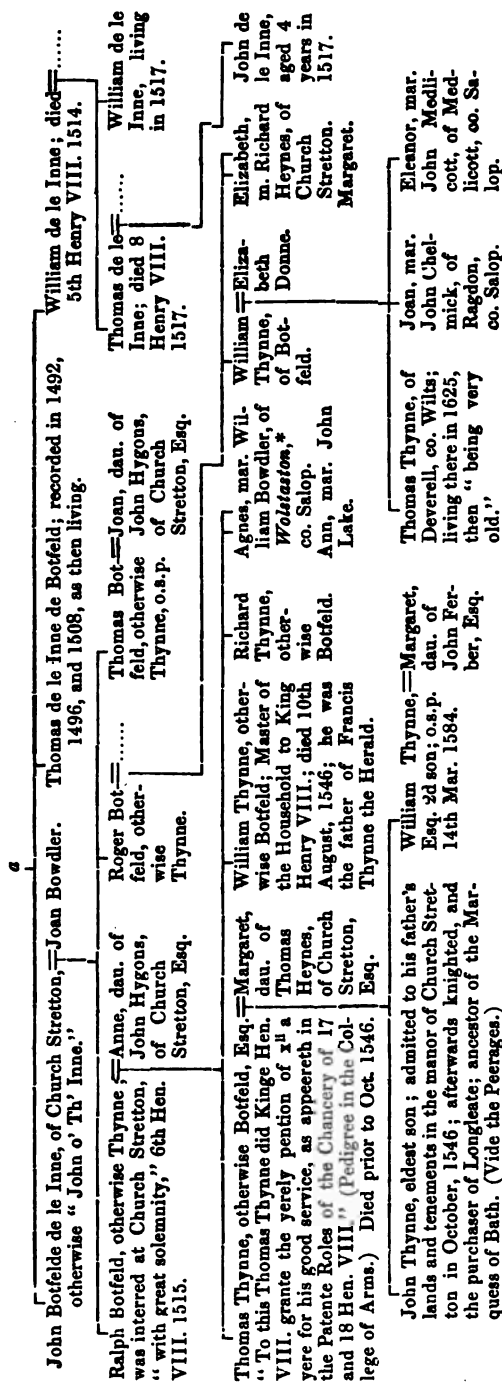 a
John Botfelde de le Inne, of Church Stretton,=Joan Bowdler.
otherwise “John o' Th' Inne.”
Thomas de le Inne de Botfeld; recorded in 1492,
1496, and 1508, as then living.
William de le Inne; died=......
5th Henry VIII. 1514.
Ralph Botfeld, otherwise Thynne;=Anne, dau. of
was interred at Church Stretton,
“with great solemnity,” 6th Hen.
VIII. 1515.
John Hygons,
of Church
Stretton, Esq.
Roger Bot-=......
feld, other-
wise
Thynne.
Thomas Bot-=Joan, dau. of
feld, otherwise
Thynne, o.s.p.
John Hygons,
of Church
Stretton, Esq.
Thomas de le=......
Inne; died 8
Henry VIII.
1517.
William de le
Inne, living
in 1517.
Thomas Thynne, otherwise Botfeld, Esq.=Margaret,
“To this Thomas Thynne did Kinge Hen.
VIII. grante the yerely pention of xˡⁱ a
yere for his good service, as appeereth in
the Patente Roles of the Chancery of 17
and 18 Hen. VIII.” (Pedigree in the Col-
lege of Arms.) Died prior to Oct. 1546.
dau. of
Thomas
Heynes,
of Church
Stretton,
Esq.
William Thynne, other-
wise Botfeld; Master of
the Household to King
Henry VIII.; died 10th
August, 1546; he was
the father of Francis
Thynne the Herald.
Richard
Thynne,
other-
wise
Botfeld.
Agnes, mar. Wil-
liam Bowdler, of
Wolstaston,*
co. Salop.
Ann, mar. John
Lake.
William=Eliza-
Thynne,
of Bot-
feld.
beth
Donne.
Elizabeth,
m. Richard
Heynes, of
Church
Stretton.
Margaret.
John de
le Inne,
aged 4
years in
1517.
John Thynne, eldest son; admitted to his father's
lands and tenements in the manor of Church Stret-
ton in October, 1546; afterwards knighted, and
the purchaser of Longleate; ancestor of the Mar-
quess of Bath. (Vide the Peerages.)
William Thynne,=Margaret,
Esq. 2d son; o.s.p.
14th Mar. 1584.
dau. of
John Fer-
ber, Esq.
Thomas Thynne, of
Deverell, co. Wilts;
living there in 1625,
then “being very
old.”
Joan, mar.
John Chel-
mick, of
Ragdon,
co. Salop.
Eleanor, mar.
John Medli-
cott, of Med-
licott, co. Sa-
lop.